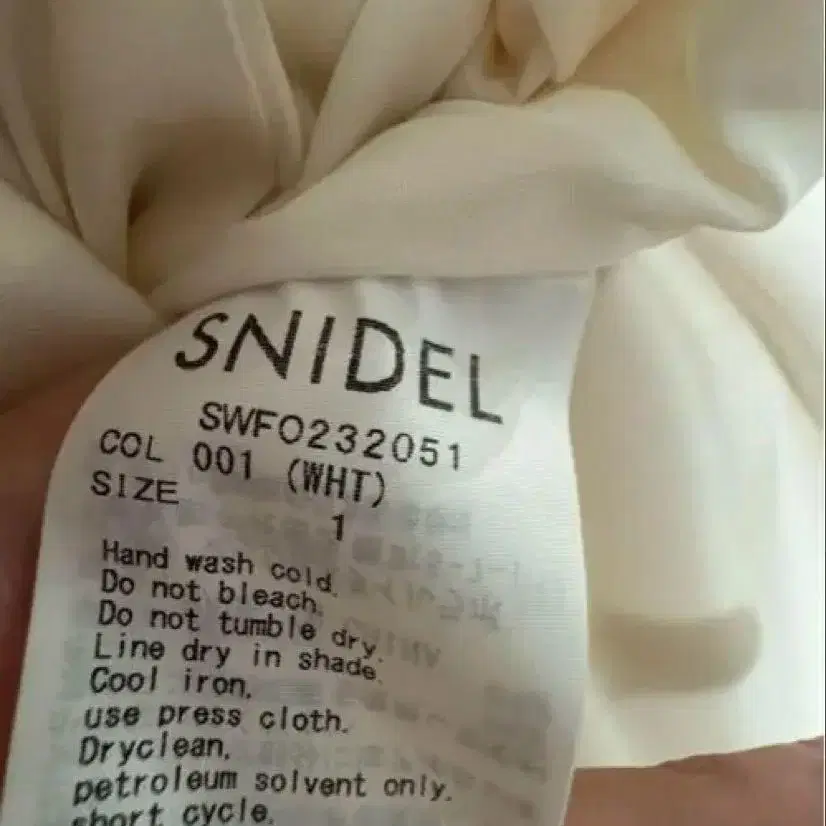 SNIDEL
SWFO232051
COL 001 (WHT)
SIZE 1
Hand wash cold.
Do not bleach.
Do not tumble dry.
Line dry in shade.
Cool iron.
use press cloth.
Dryclean.
petroleum solvent only.
short cycle.